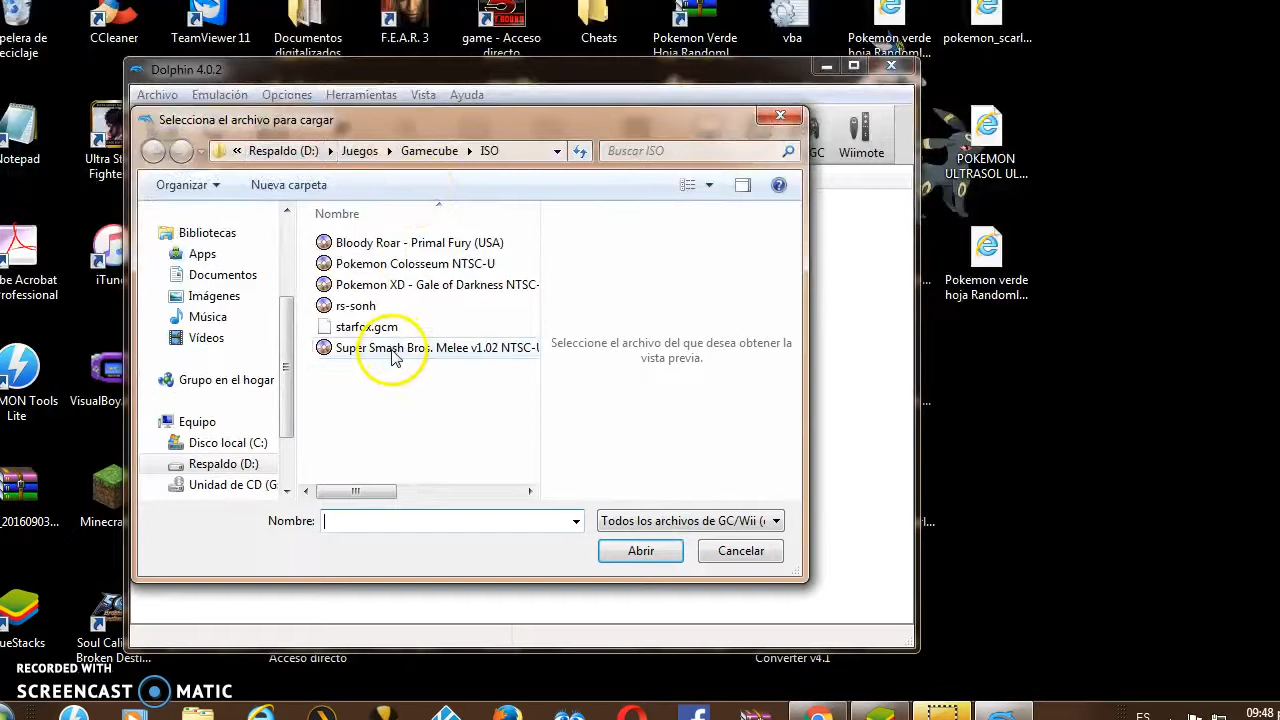 pelera de
eciclaje
CCleaner
TeamViewer 11
Documentos
digitalizados
F.E.A.R. 3
game - Acceso
directo
Cheats
Pokemon Verde
Hoja Randoml...
vba
Pokemon verde
hoja Randoml...
pokemon_scarl...
Dolphin 4.0.2
Archivo Emulación Opciones Herramientas Vista Ayuda
Selecciona el archivo para cargar
« Respaldo (D:) Juegos Gamecube ISO
Buscar ISO
GC Wiimote
Organizar Nueva carpeta
Nombre
Bibliotecas
Apps
Documentos
Imágenes
Música
Vídeos
Grupo en el hogar
Equipo
Disco local (C:)
Respaldo (D:)
Unidad de CD (G
Bloody Roar - Primal Fury (USA)
Pokemon Colosseum NTSC-U
Pokemon XD - Gale of Darkness NTSC-
rs-sonh
starfox.gcm
Super Smash Bros. Melee v1.02 NTSC-U
Seleccione el archivo del que desea obtener la
vista previa.
Nombre:
Todos los archivos de GC/Wii (
Abrir Cancelar
Notepad
Ultra St
Fighter
be Acrobat
Reader
iTun
MON Tools
Lite
VisualBoy
_20160903...
Minecra
ueStacks
Soul Cali
Broken Desti...
Acceso directo
Converter v4.1
POKEMON
ULTRASOL UL...
Pokemon verde
hoja Randoml...
RECORDED WITH
SCREENCAST MATIC
ES
09:48